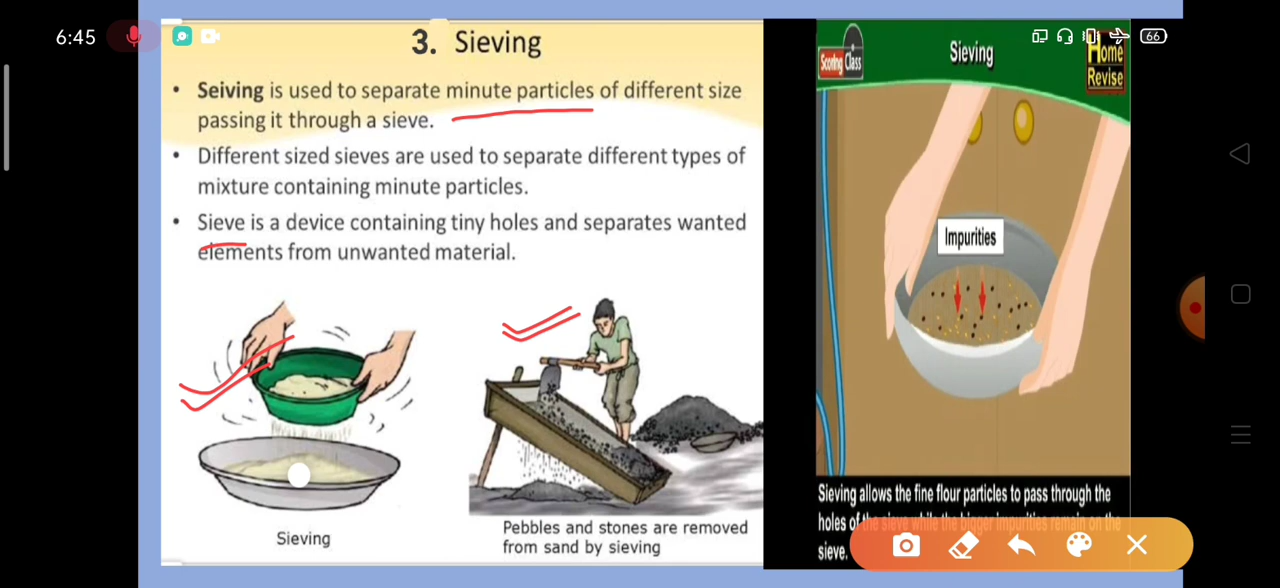 6:45
66
3. Sieving
• Seiving is used to separate minute particles of different size
passing it through a sieve.
• Different sized sieves are used to separate different types of
mixture containing minute particles.
• Sieve is a device containing tiny holes and separates wanted
elements from unwanted material.
Sieving
Pebbles and stones are removed
from sand by sieving
Scoring Class
Sieving
Home
Revise
Impurities
Sieving allows the fine flour particles to pass through the
holes of the sieve while the bigger impurities remain on the
sieve.